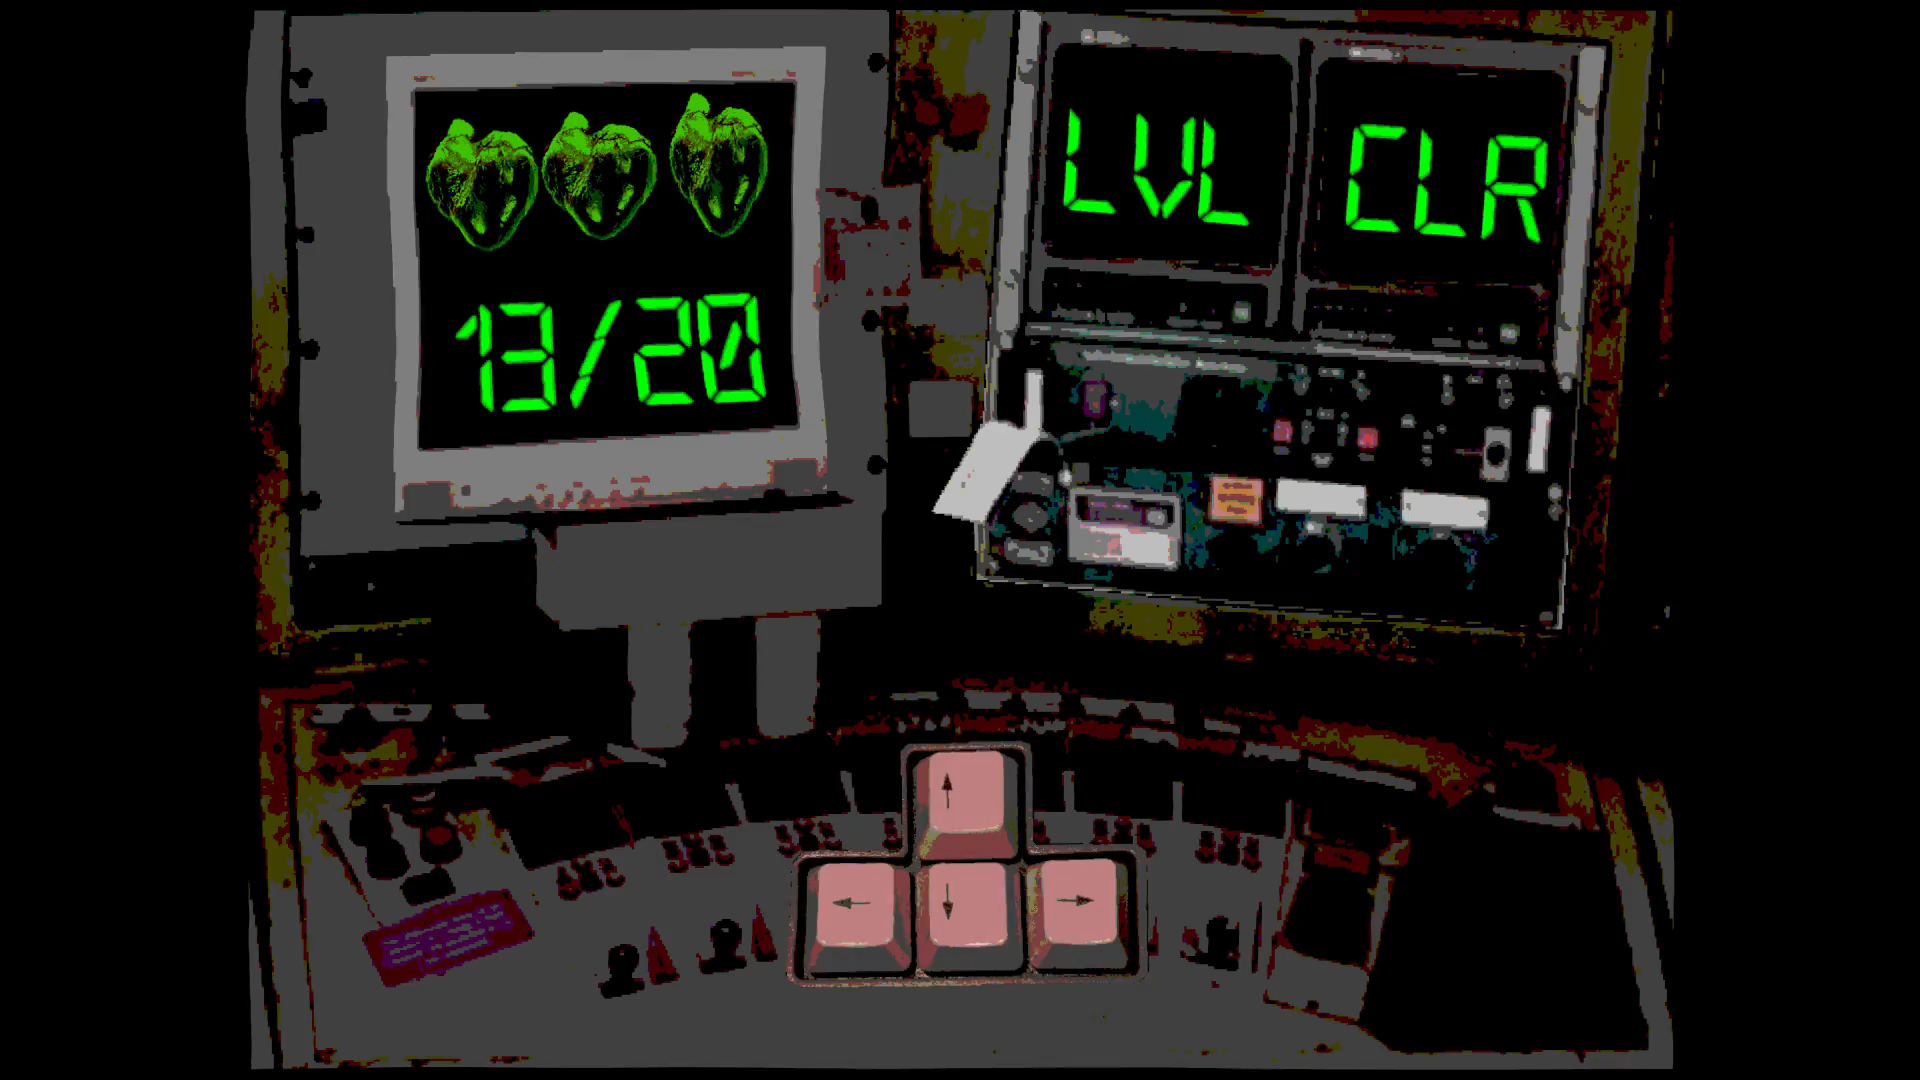 13/20
LVL CLR
↑
← ↓ →